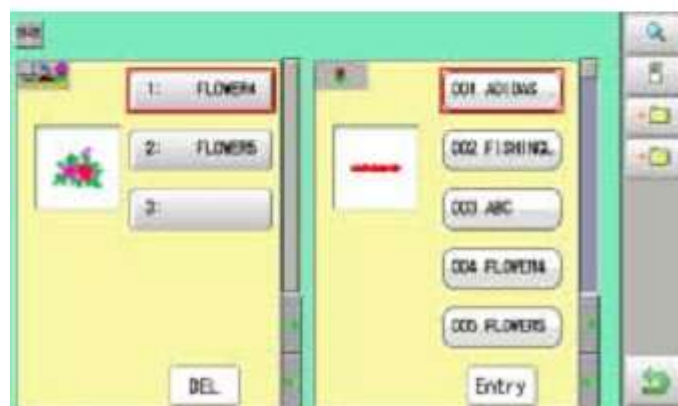 1: FLOWER4
2: FLOWER5
3:
DEL
001 ADIDAS
002 FISHING
003 ABC
004 FLOWER4
005 FLOWER5
Entry